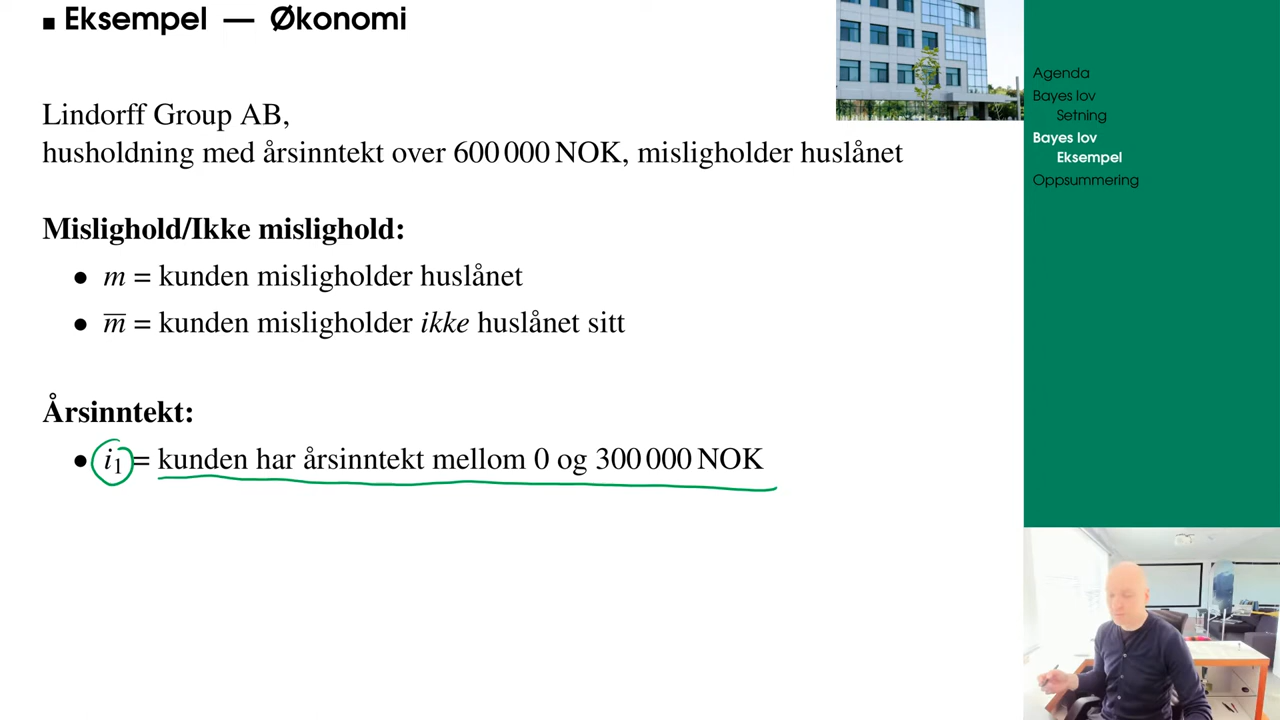 Eksempel — Økonomi
Lindorff Group AB,
husholdning med årsinntekt over 600 000 NOK, misligholder huslånet
Mislighold/Ikke mislighold:
• m = kunden misligholder huslånet
• m̅ = kunden misligholder ikke huslånet sitt
Årsinntekt:
• i₁ = kunden har årsinntekt mellom 0 og 300 000 NOK
Agenda
Bayes lov
Setning
Bayes lov
Eksempel
Oppsummering